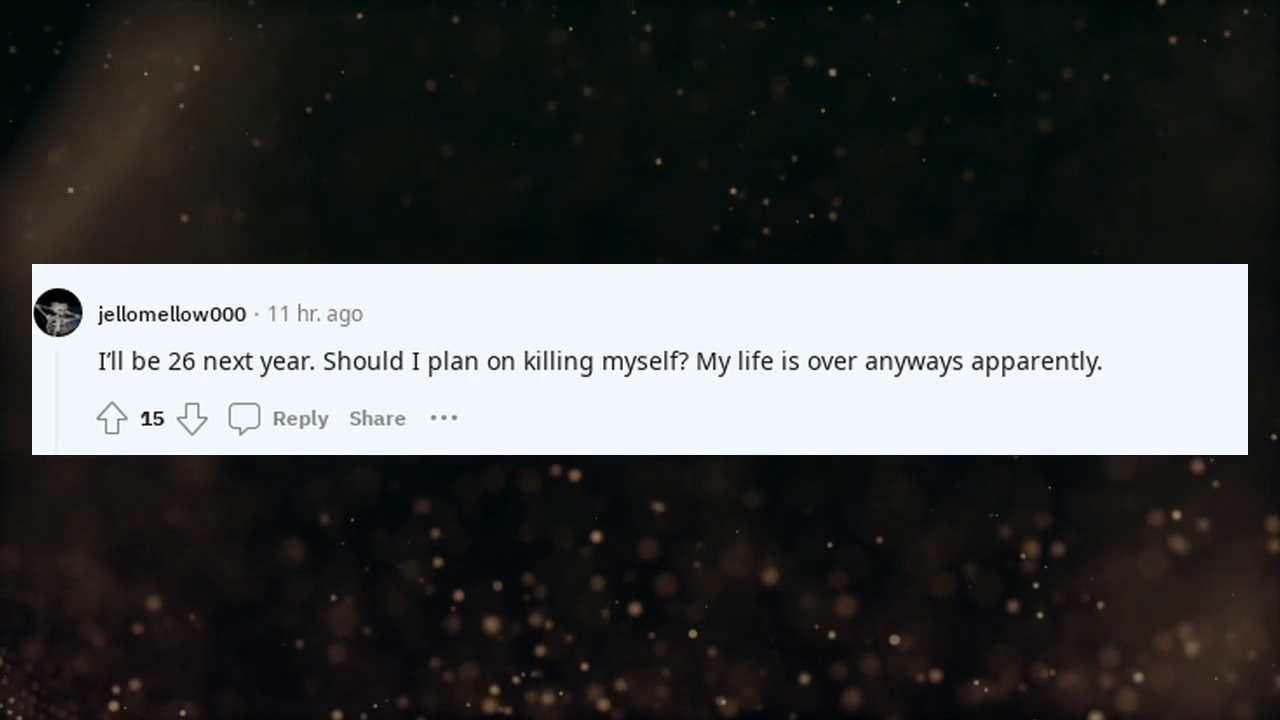 jellomellow000 · 11 hr. ago
I'll be 26 next year. Should I plan on killing myself? My life is over anyways apparently.
15 Reply Share ···